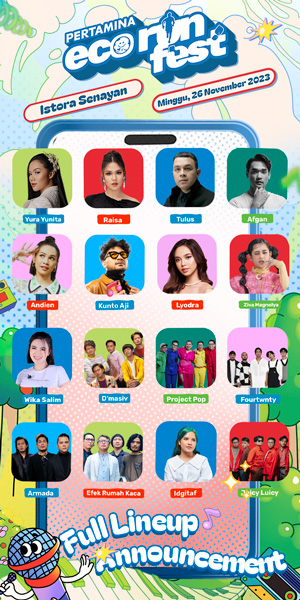 PERTAMINA
eco run
fest
Istora Senayan
Minggu, 26 November 2023
Yura Yunita
Raisa
Tulus
Afgan
Andien
Kunto Aji
Lyodra
Ziva Magnolya
Wika Salim
D'masiv
Project Pop
Fourtwnty
Armada
Efek Rumah Kaca
Idgitaf
Juicy Luicy
Full Lineup
Announcement